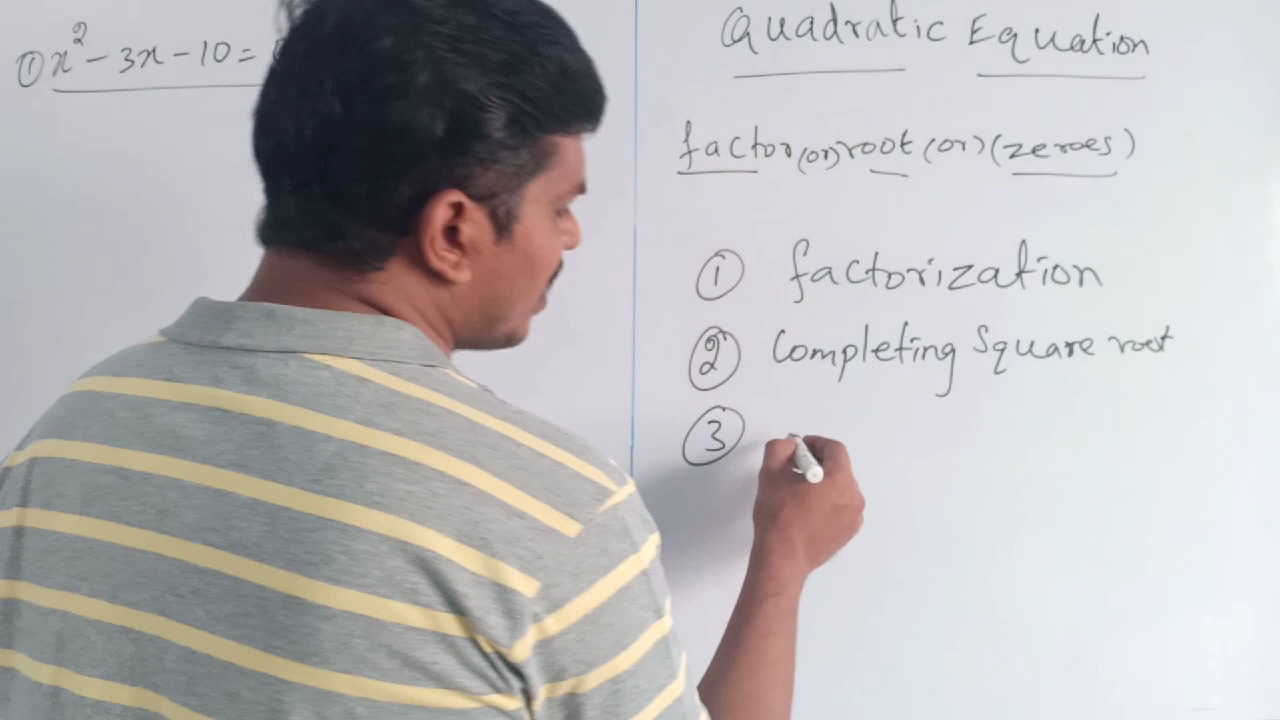 ① x² - 3x - 10 =
Quadratic Equation
factor (or) root (or) (zeroes)
① factorization
② Completing Square root
③